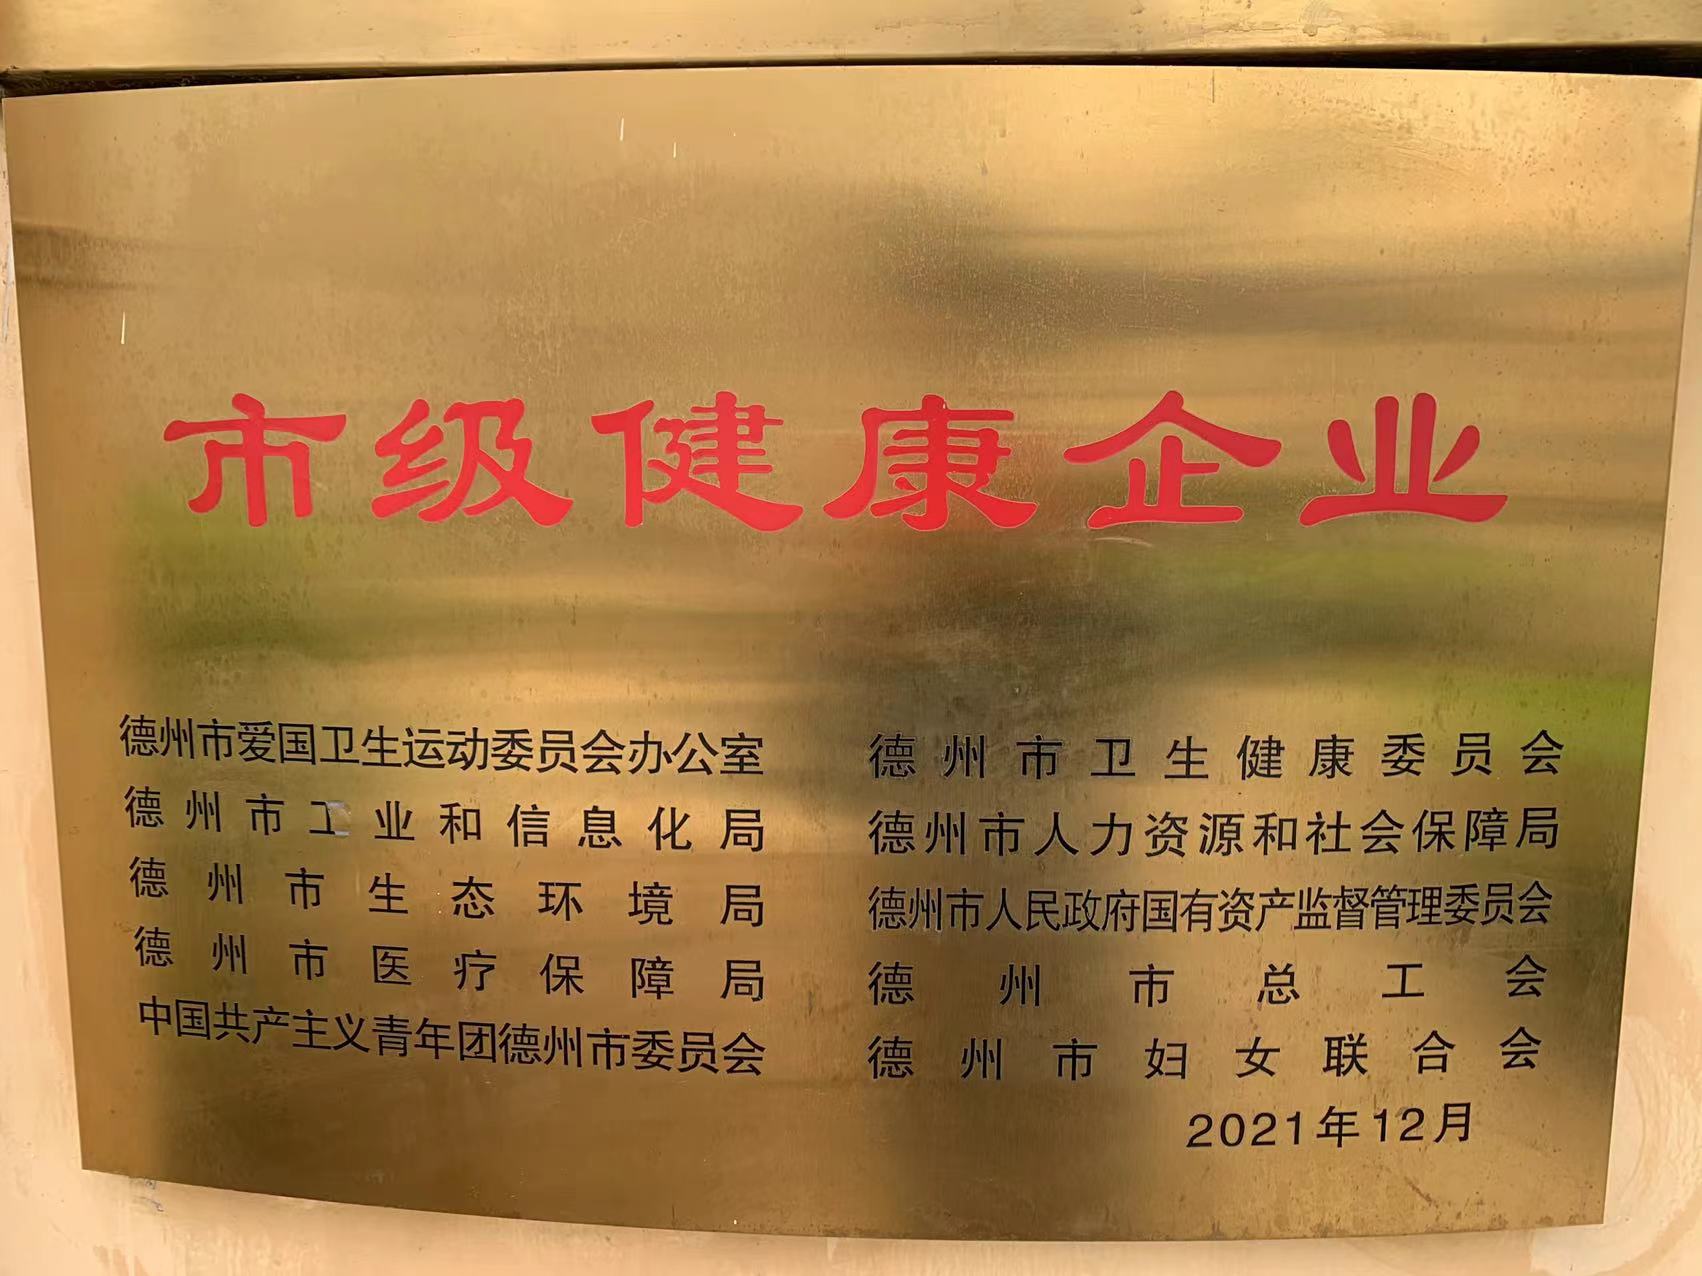 市级健康企业
德州市爱国卫生运动委员会办公室
德州市卫生健康委员会
德州市工业和信息化局
德州市人力资源和社会保障局
德州市生态环境局
德州市人民政府国有资产监督管理委员会
德州市医疗保障局
德州市总工会
中国共产主义青年团德州市委员会
德州市妇女联合会
2021年12月